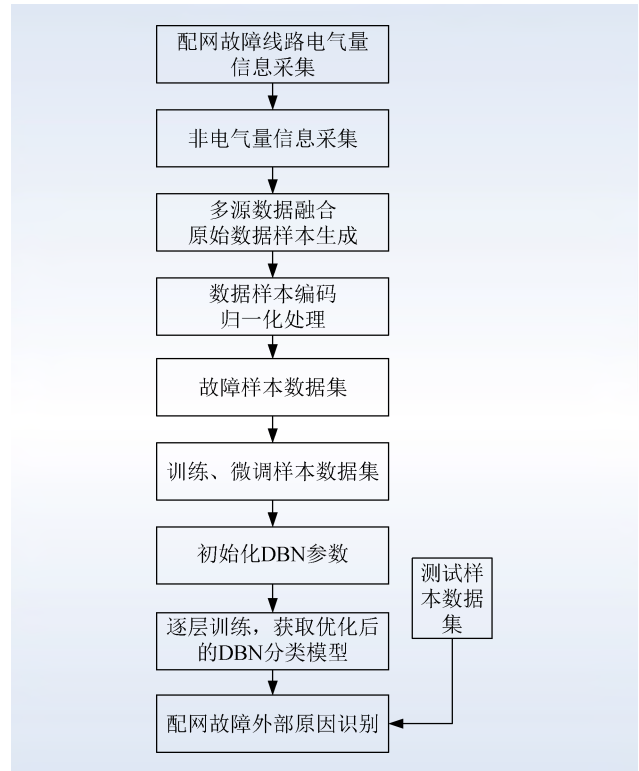 配网故障线路电气量
信息采集
非电气量信息采集
多源数据融合
原始数据样本生成
数据样本编码
归一化处理
故障样本数据集
训练、微调样本数据集
初始化DBN参数
测试样
本数据
集
逐层训练，获取优化后
的DBN分类模型
配网故障外部原因识别